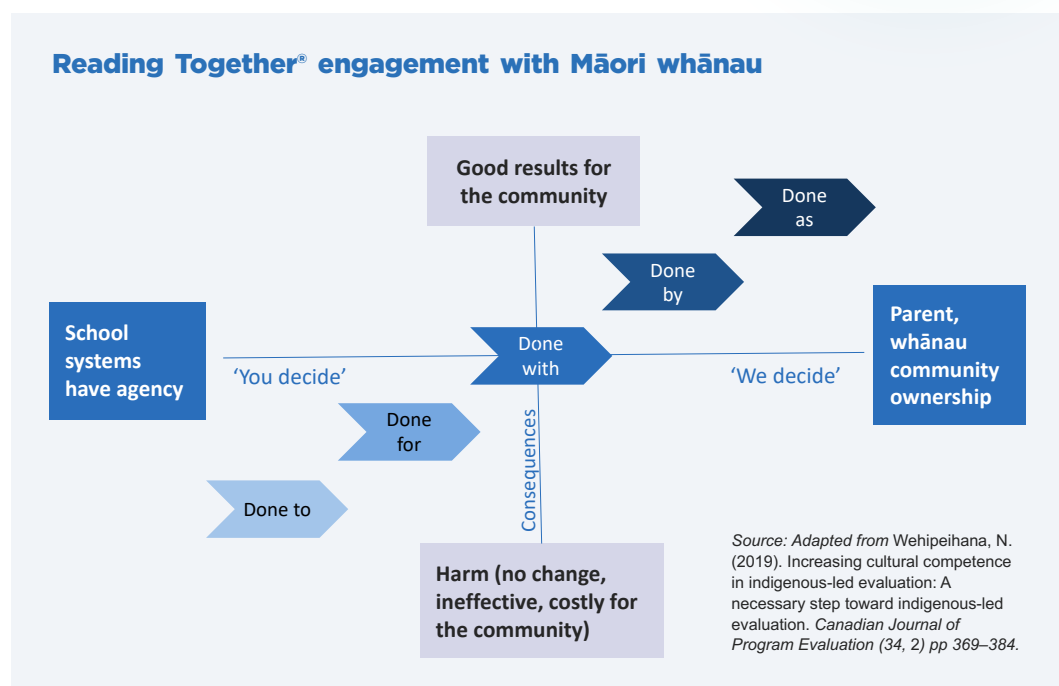 Reading Together® engagement with Māori whānau
Good results for
the community
Done
as
Done
by
School
systems
have agency
Done
with
Parent,
whānau
community
ownership
‘You decide’
‘We decide’
Done
for
Consequences
Done to
Harm (no change,
ineffective, costly for
the community)
Source: Adapted from Wehipeihana, N.
(2019). Increasing cultural competence
in indigenous-led evaluation: A
necessary step toward indigenous-led
evaluation. Canadian Journal of
Program Evaluation (34, 2) pp 369–384.